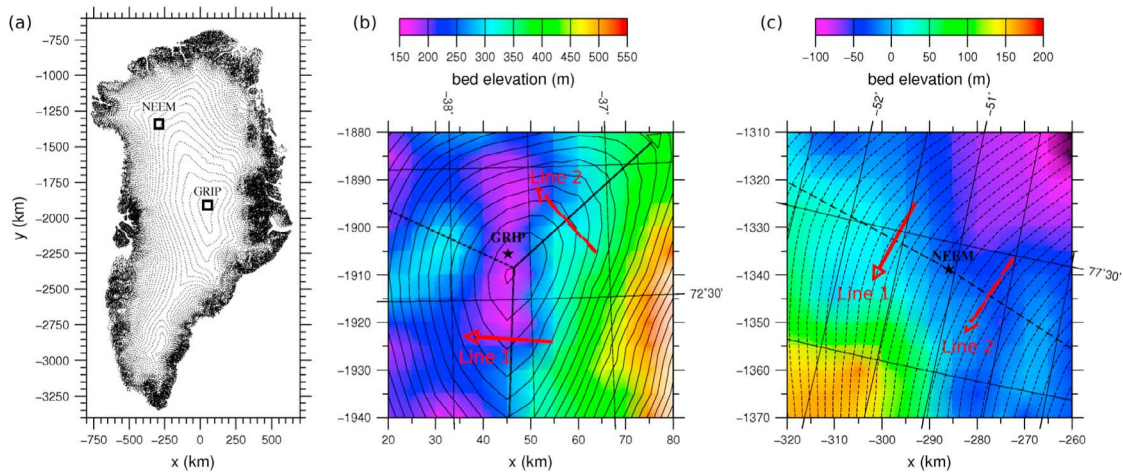 (a)
−750
−1000
−1250
−1500
−1750
−2000
−2250
−2500
−2750
−3000
−3250
y (km)
NEEM
GRIP
−750 −500 −250 0 250 500
x (km)
(b)
150 200 250 300 350 400 450 500 550
bed elevation (m)
−38° −37°
−1880
−1890
−1900
−1910
−1920
−1930
−1940
Line 2
GRIP
72°30'
Line 1
20 30 40 50 60 70 80
x (km)
(c)
−100 −50 0 50 100 150 200
bed elevation (m)
−52° −51°
−1310
−1320
−1330
−1340
−1350
−1360
−1370
NEEM
77°30'
Line 1
Line 2
−320 −310 −300 −290 −280 −270 −260
x (km)